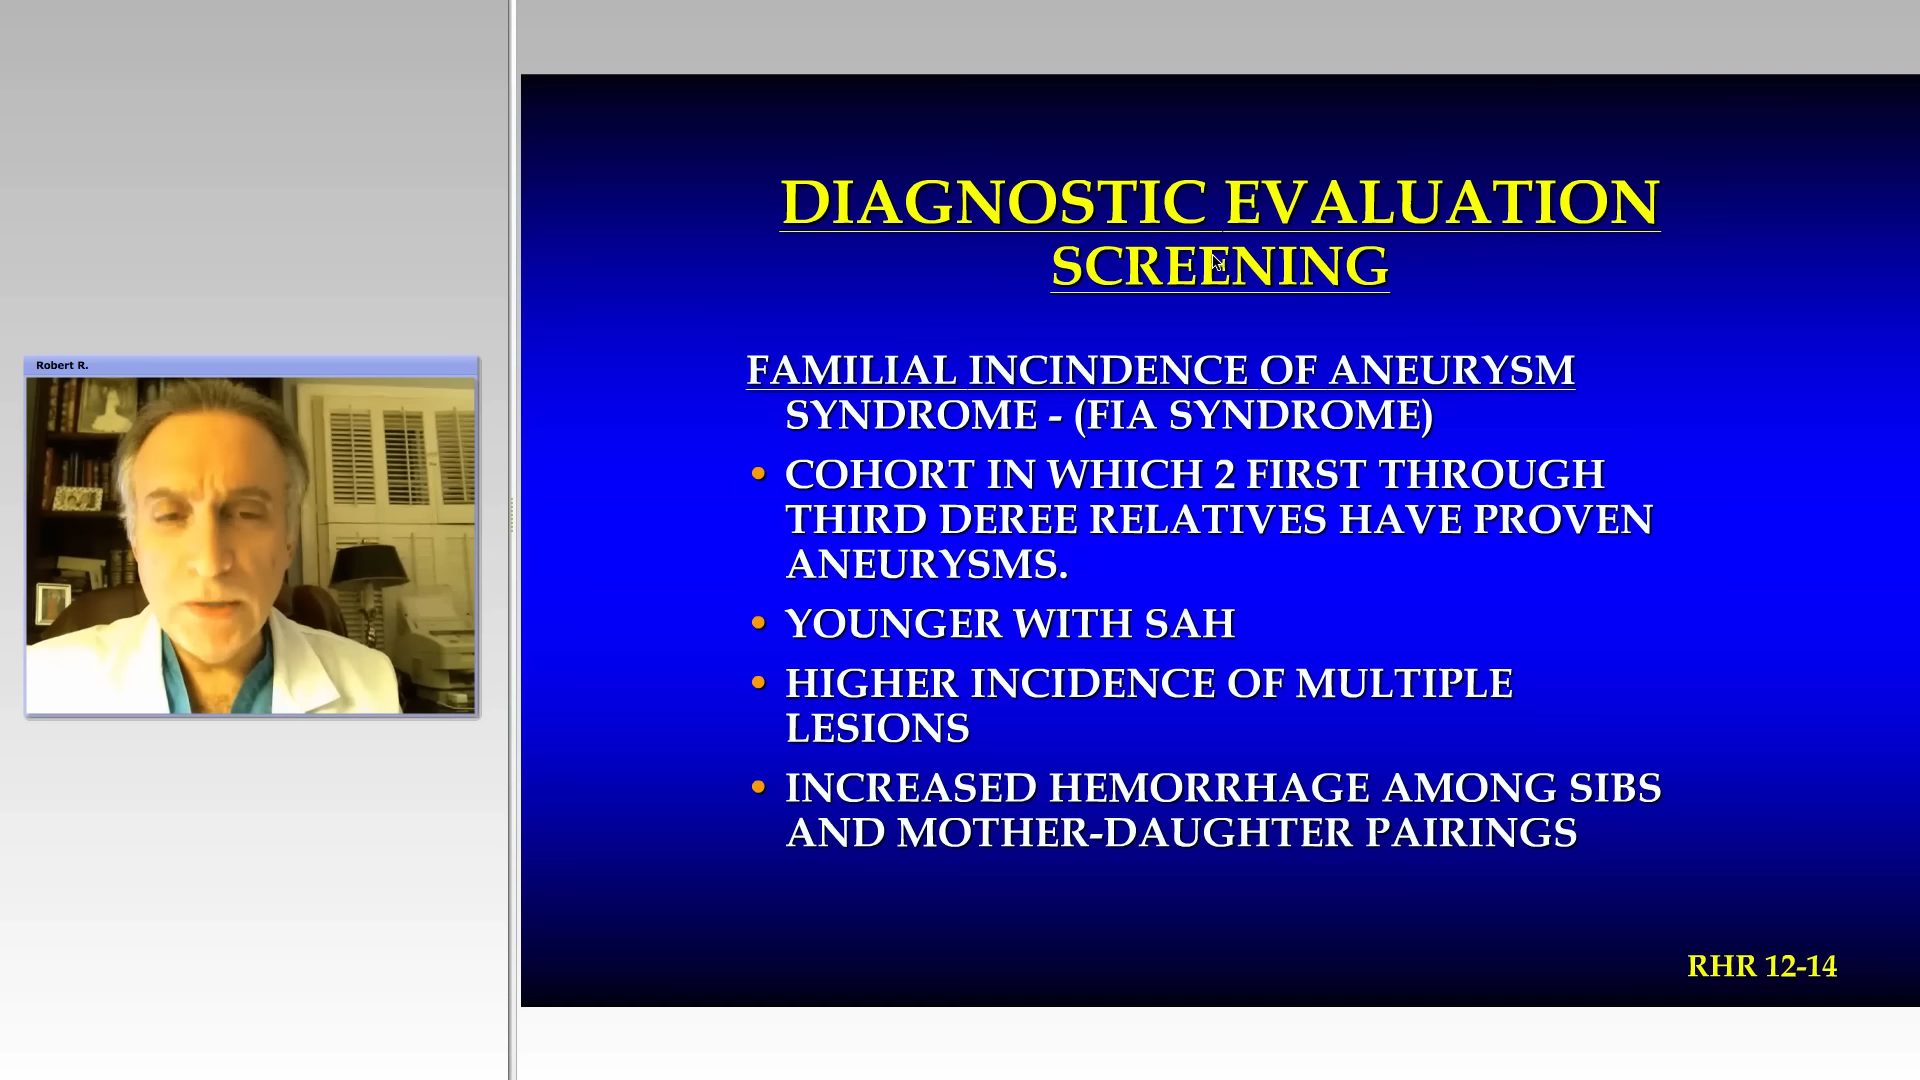 Robert R.
DIAGNOSTIC EVALUATION
SCREENING
FAMILIAL INCINDENCE OF ANEURYSM
SYNDROME - (FIA SYNDROME)
• COHORT IN WHICH 2 FIRST THROUGH
THIRD DEREE RELATIVES HAVE PROVEN
ANEURYSMS.
• YOUNGER WITH SAH
• HIGHER INCIDENCE OF MULTIPLE
LESIONS
• INCREASED HEMORRHAGE AMONG SIBS
AND MOTHER-DAUGHTER PAIRINGS
RHR 12-14